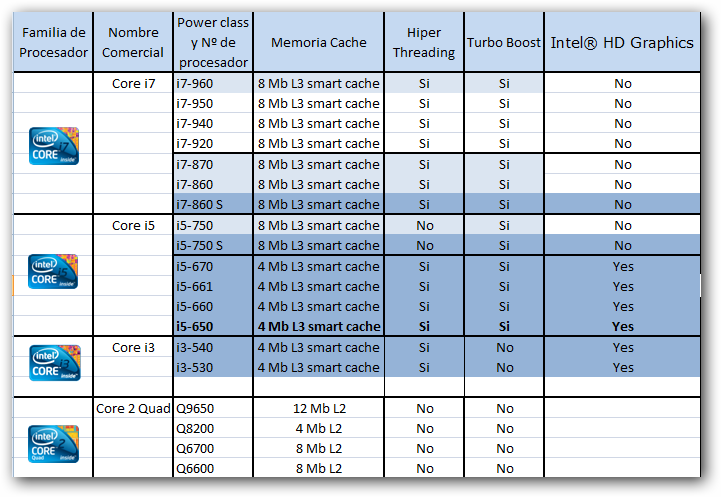 Familia de Procesador Nombre Comercial Power class y Nº de procesador Memoria Cache Hiper Threading Turbo Boost Intel® HD Graphics
Core i7 i7-960 8 Mb L3 smart cache Si Si No
i7-950 8 Mb L3 smart cache Si Si No
i7-940 8 Mb L3 smart cache Si Si No
i7-920 8 Mb L3 smart cache Si Si No
intel CORE i7 inside
i7-870 8 Mb L3 smart cache Si Si No
i7-860 8 Mb L3 smart cache Si Si No
i7-860 S 8 Mb L3 smart cache Si Si No
Core i5 i5-750 8 Mb L3 smart cache No Si No
i5-750 S 8 Mb L3 smart cache No Si No
intel CORE i5 inside
i5-670 4 Mb L3 smart cache Si Si Yes
i5-661 4 Mb L3 smart cache Si Si Yes
i5-660 4 Mb L3 smart cache Si Si Yes
i5-650 4 Mb L3 smart cache Si Si Yes
intel CORE i3 inside
Core i3 i3-540 4 Mb L3 smart cache Si No Yes
i3-530 4 Mb L3 smart cache Si No Yes
Core 2 Quad Q9650 12 Mb L2 No No
Q8200 4 Mb L2 No No
intel CORE 2 Quad inside
Q6700 8 Mb L2 No No
Q6600 8 Mb L2 No No